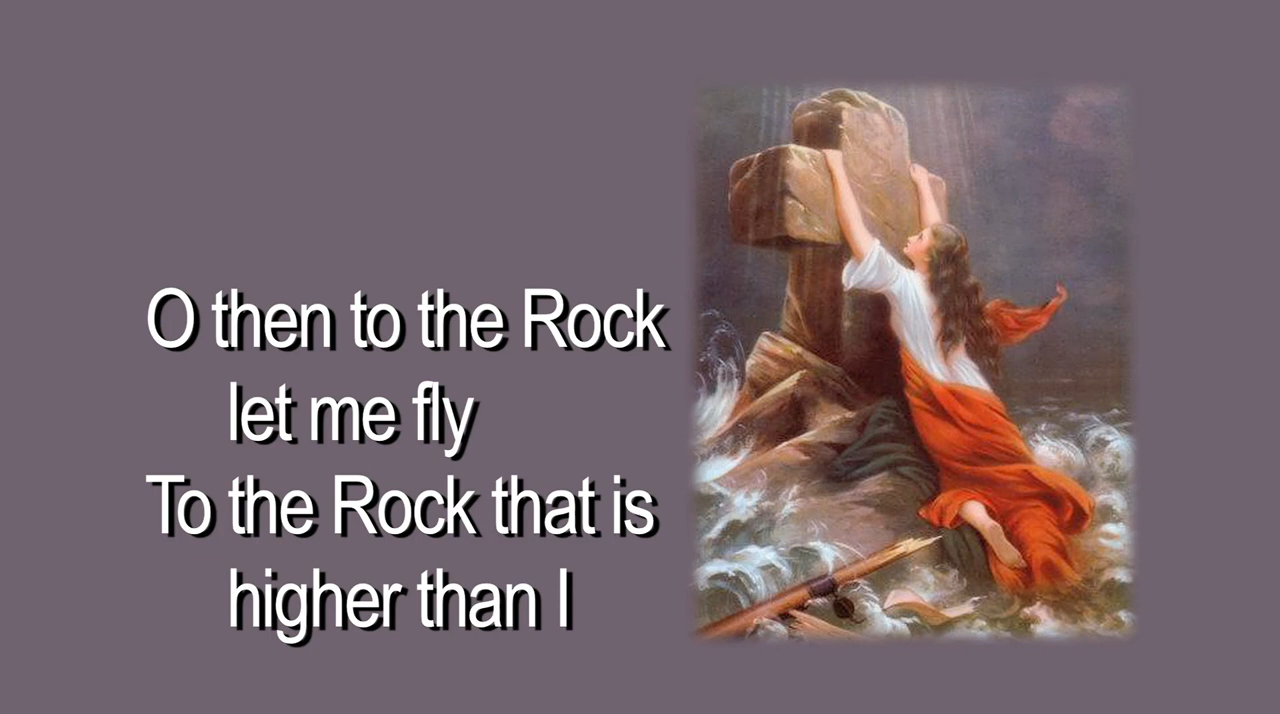 O then to the Rock
let me fly
To the Rock that is
higher than I